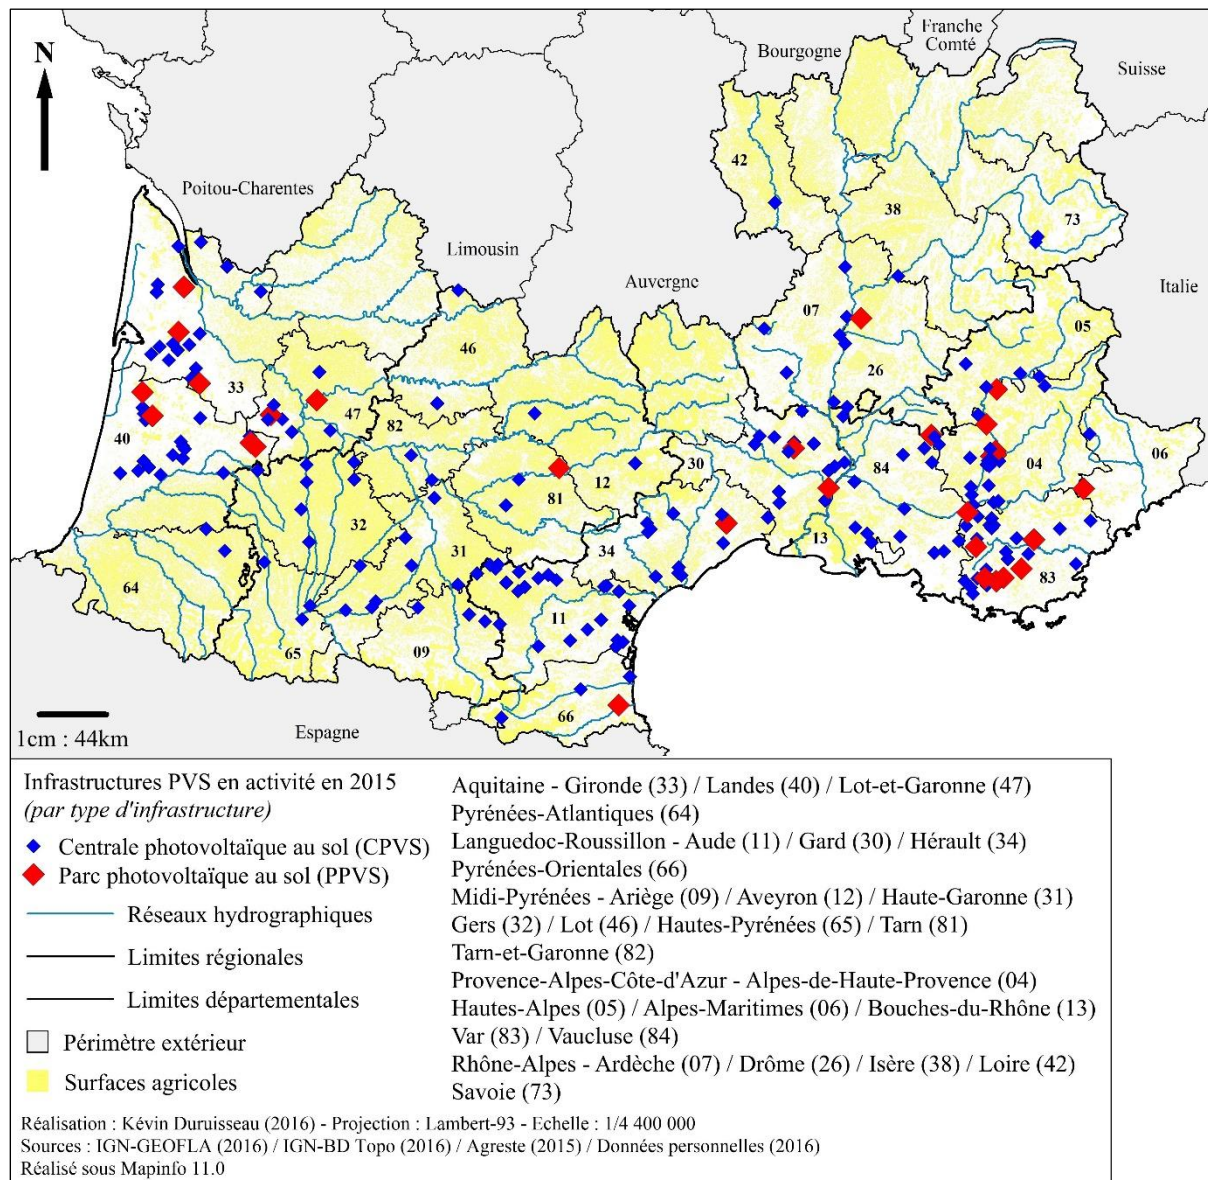 N
Franche
Comté
Bourgogne
Suisse
42
Poitou-Charentes
38
73
Limousin
Auvergne
Italie
07
05
46
33
26
47
82
40
30
84
04
06
12
81
32
31
34
13
83
64
11
65
09
66
Espagne
1cm : 44km
Infrastructures PVS en activité en 2015
(par type d'infrastructure)
Centrale photovoltaïque au sol (CPVS)
Parc photovoltaïque au sol (PPVS)
Réseaux hydrographiques
Limites régionales
Limites départementales
Périmètre extérieur
Surfaces agricoles
Aquitaine - Gironde (33) / Landes (40) / Lot-et-Garonne (47)
Pyrénées-Atlantiques (64)
Languedoc-Roussillon - Aude (11) / Gard (30) / Hérault (34)
Pyrénées-Orientales (66)
Midi-Pyrénées - Ariège (09) / Aveyron (12) / Haute-Garonne (31)
Gers (32) / Lot (46) / Hautes-Pyrénées (65) / Tarn (81)
Tarn-et-Garonne (82)
Provence-Alpes-Côte-d'Azur - Alpes-de-Haute-Provence (04)
Hautes-Alpes (05) / Alpes-Maritimes (06) / Bouches-du-Rhône (13)
Var (83) / Vaucluse (84)
Rhône-Alpes - Ardèche (07) / Drôme (26) / Isère (38) / Loire (42)
Savoie (73)
Réalisation : Kévin Duruisseau (2016) - Projection : Lambert-93 - Echelle : 1/4 400 000
Sources : IGN-GEOFLA (2016) / IGN-BD Topo (2016) / Agreste (2015) / Données personnelles (2016)
Réalisé sous Mapinfo 11.0